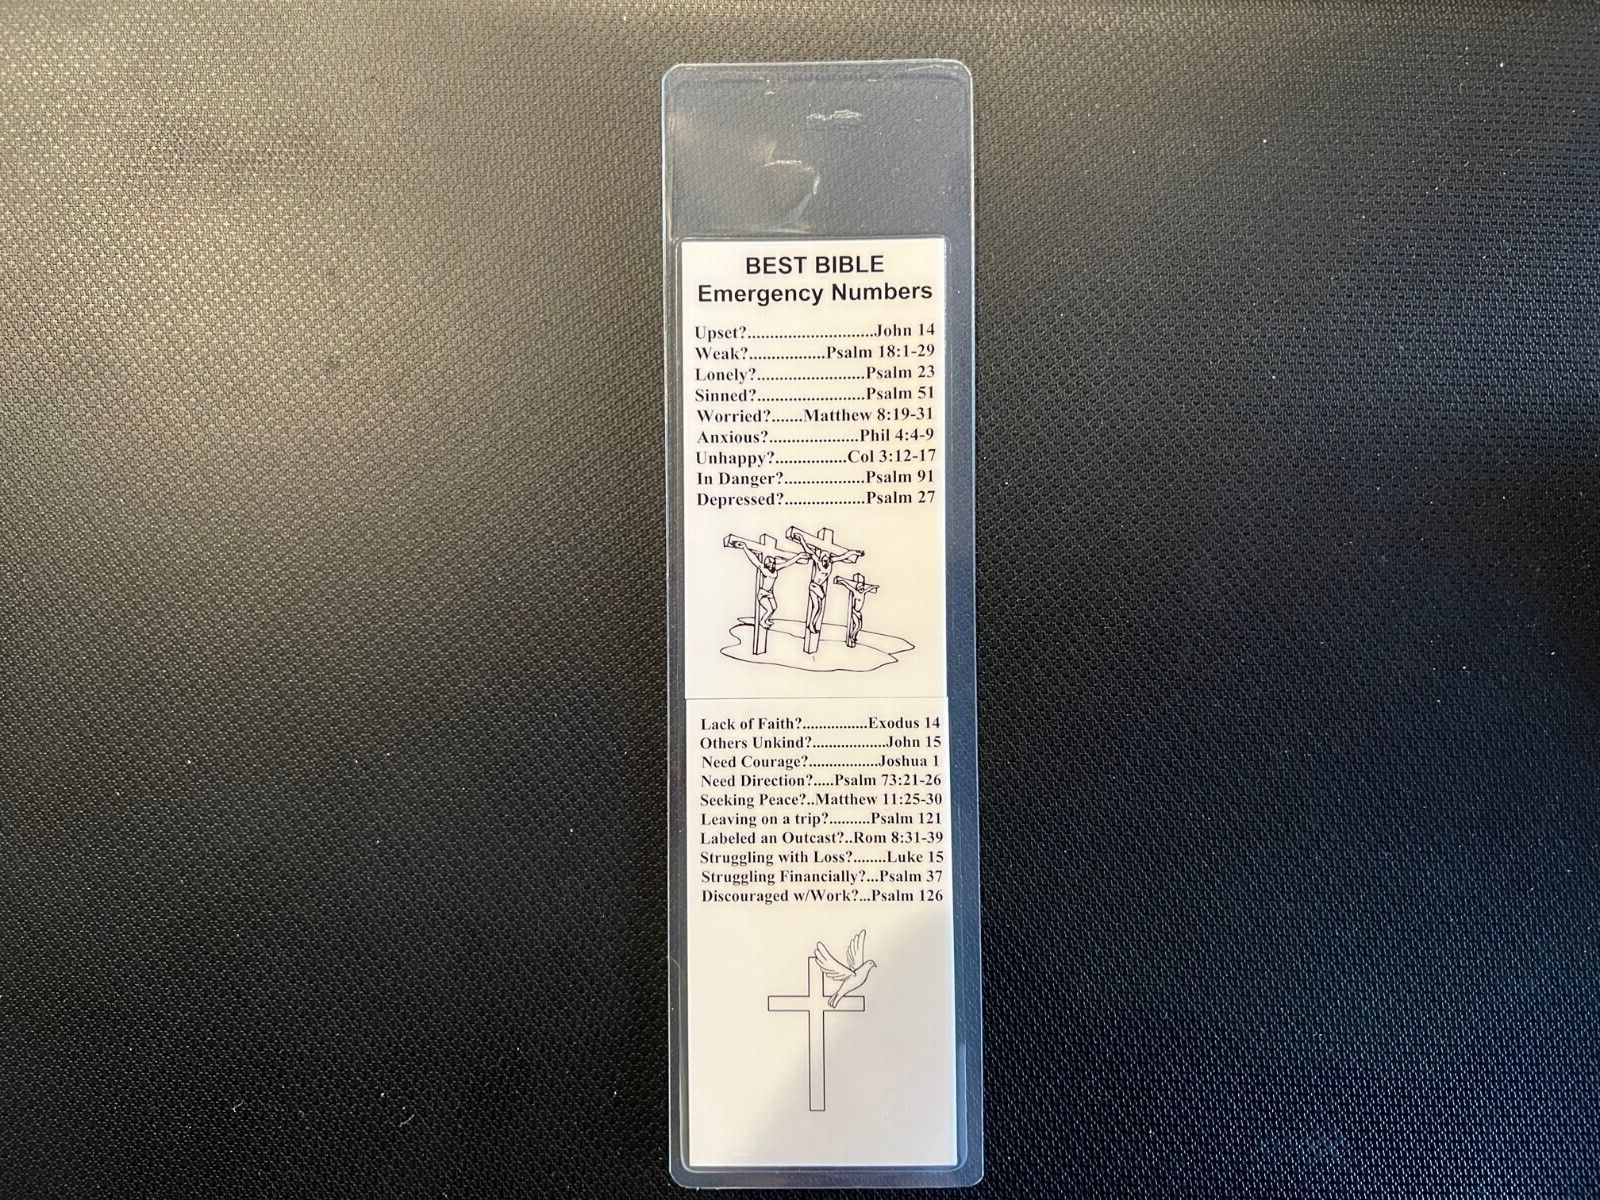 BEST BIBLE
Emergency Numbers
Upset?...........................John 14
Weak?.................Psalm 18:1-29
Lonely?.......................Psalm 23
Sinned?.......................Psalm 51
Worried?.......Matthew 8:19-31
Anxious?....................Phil 4:4-9
Unhappy?................Col 3:12-17
In Danger?.................Psalm 91
Depressed?.................Psalm 27
Lack of Faith?................Exodus 14
Others Unkind?..................John 15
Need Courage?.................Joshua 1
Need Direction?.....Psalm 73:21-26
Seeking Peace?..Matthew 11:25-30
Leaving on a trip?..........Psalm 121
Labeled an Outcast?..Rom 8:31-39
Struggling with Loss?........Luke 15
Struggling Financially?...Psalm 37
Discouraged w/Work?...Psalm 126